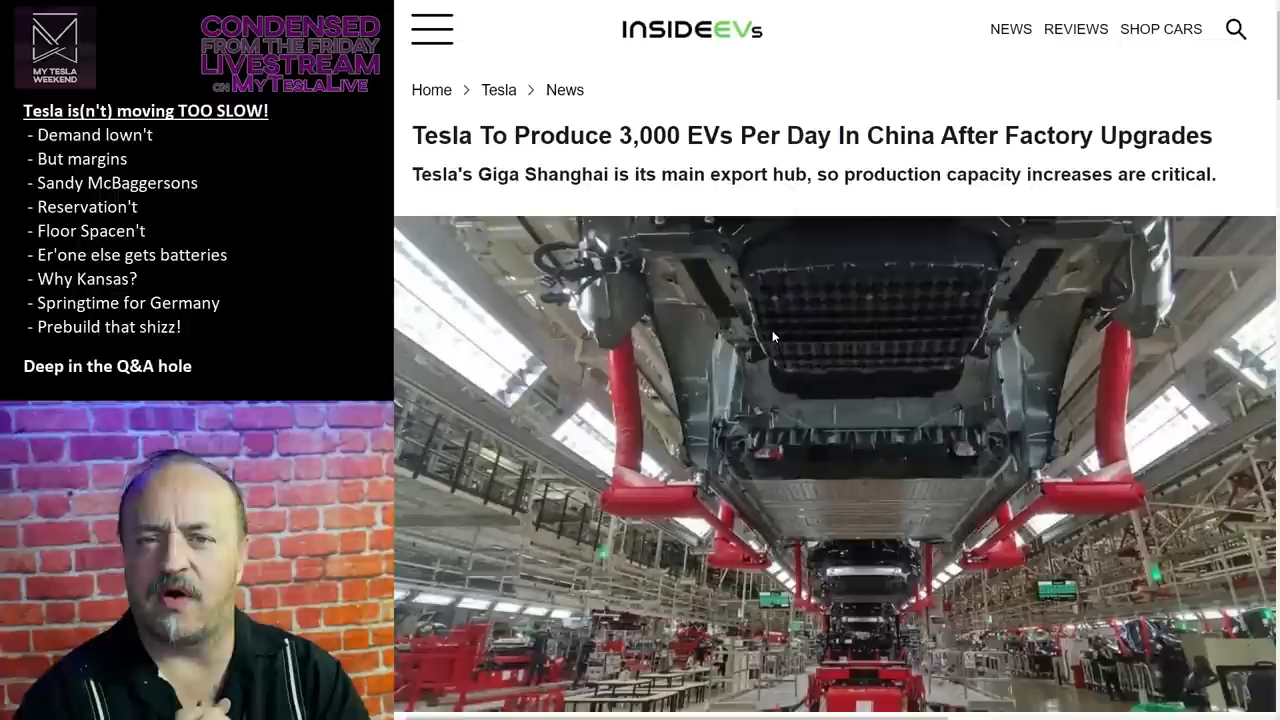 MY TESLA
WEEKEND
CONDENSED
FROM THE FRIDAY
LIVESTREAM
ON MYTESLALIVE
Tesla is(n't) moving TOO SLOW!
- Demand lown't
- But margins
- Sandy McBaggersons
- Reservation't
- Floor Spacen't
- Er'one else gets batteries
- Why Kansas?
- Springtime for Germany
- Prebuild that shizz!
Deep in the Q&A hole
INSIDEEVs
NEWS REVIEWS SHOP CARS
Home > Tesla > News
Tesla To Produce 3,000 EVs Per Day In China After Factory Upgrades
Tesla's Giga Shanghai is its main export hub, so production capacity increases are critical.